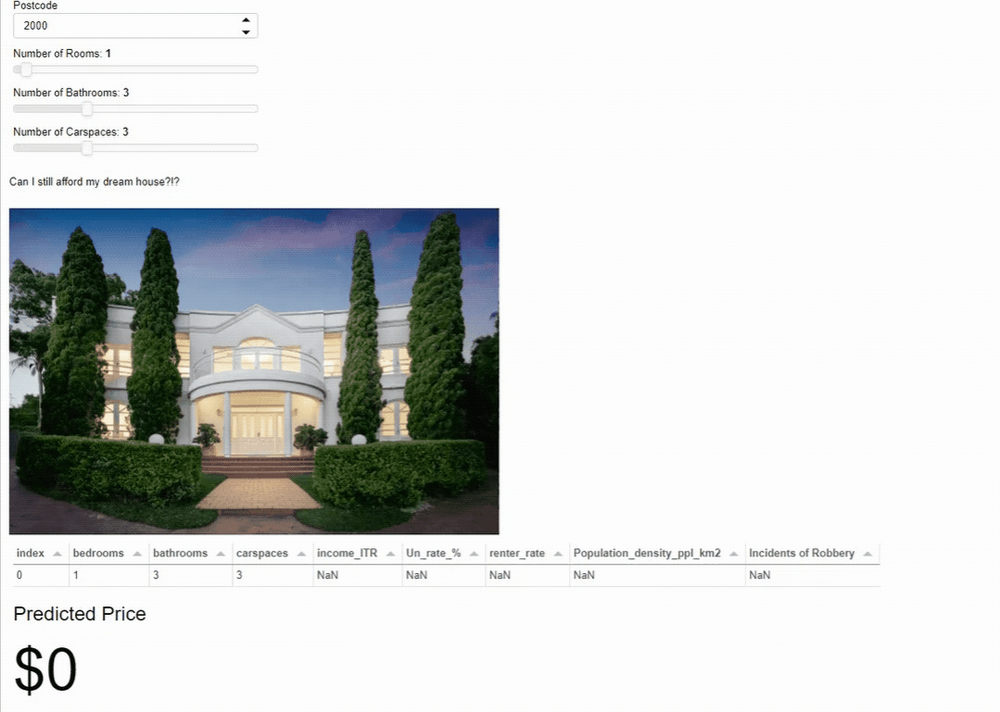 Postcode
2000
Number of Rooms: 1
Number of Bathrooms: 3
Number of Carspaces: 3
Can I still afford my dream house?!?
index bedrooms bathrooms carspaces income_ITR Un_rate_% renter_rate Population_density_ppl_km2 Incidents of Robbery
0 1 3 3 NaN NaN NaN NaN NaN
Predicted Price
$0